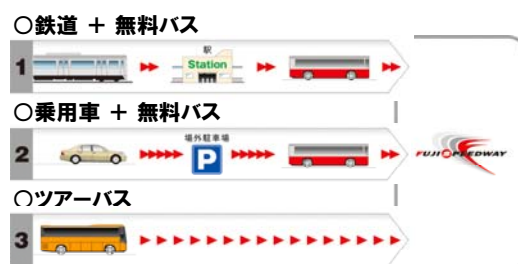 ○鉄道 + 無料バス
駅
1 Station
○乗用車 + 無料バス
場外駐車場
2 P
FUJI SPEEDWAY
○ツアーバス
3